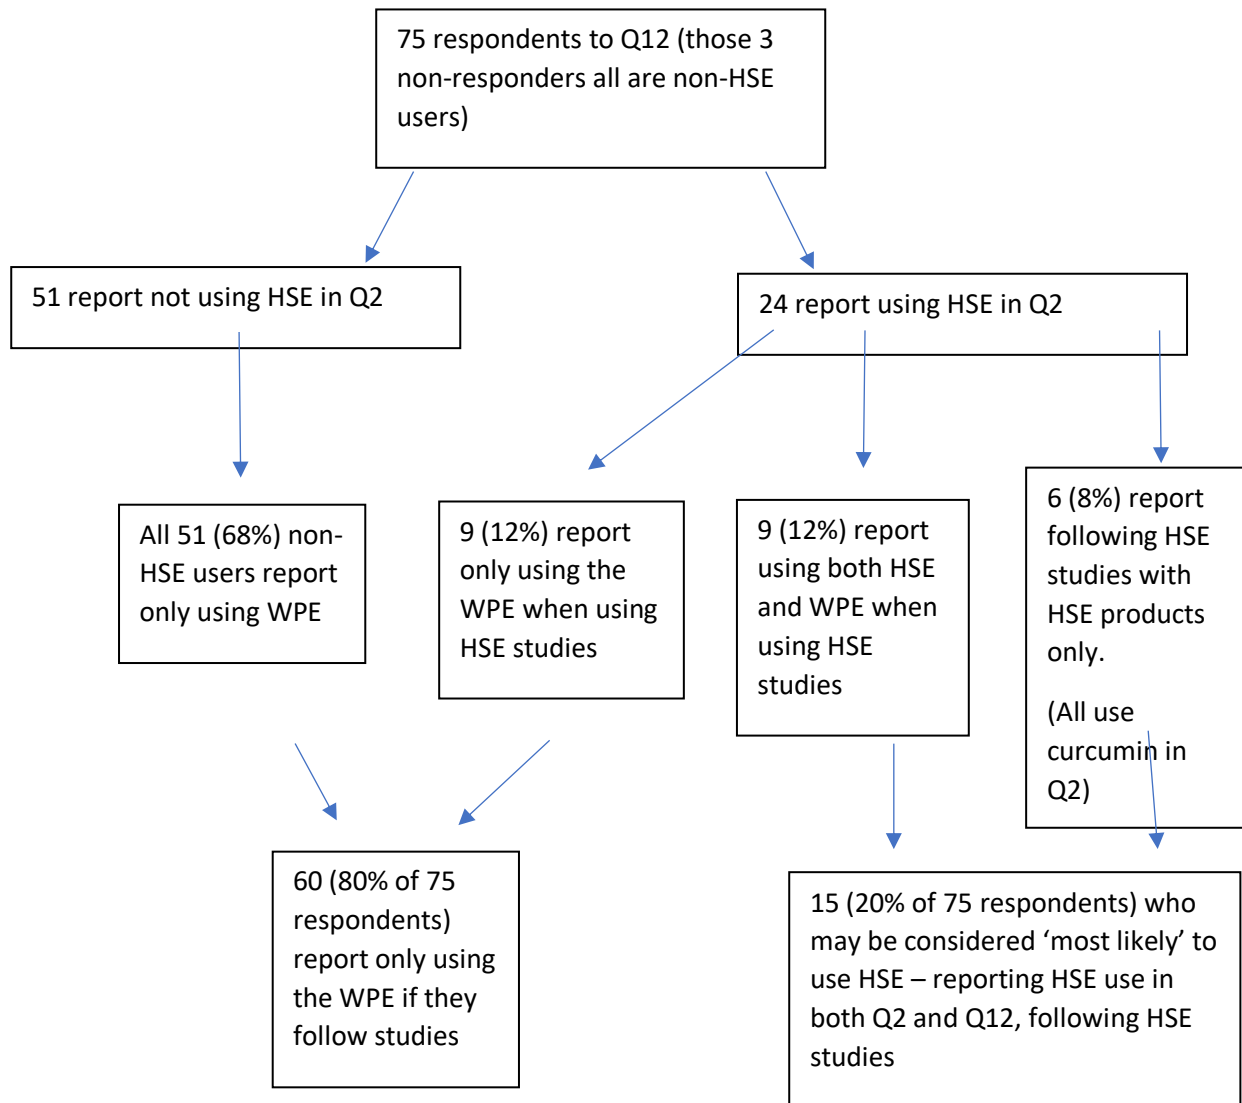 75 respondents to Q12 (those 3
non-responders all are non-HSE
users)
51 report not using HSE in Q2
24 report using HSE in Q2
All 51 (68%) non-
HSE users report
only using WPE
9 (12%) report
only using the
WPE when using
HSE studies
9 (12%) report
using both HSE
and WPE when
using HSE
studies
6 (8%) report
following HSE
studies with
HSE products
only.
(All use
curcumin in
Q2)
60 (80% of 75
respondents)
report only using
the WPE if they
follow studies
15 (20% of 75 respondents) who
may be considered ‘most likely’ to
use HSE – reporting HSE use in
both Q2 and Q12, following HSE
studies